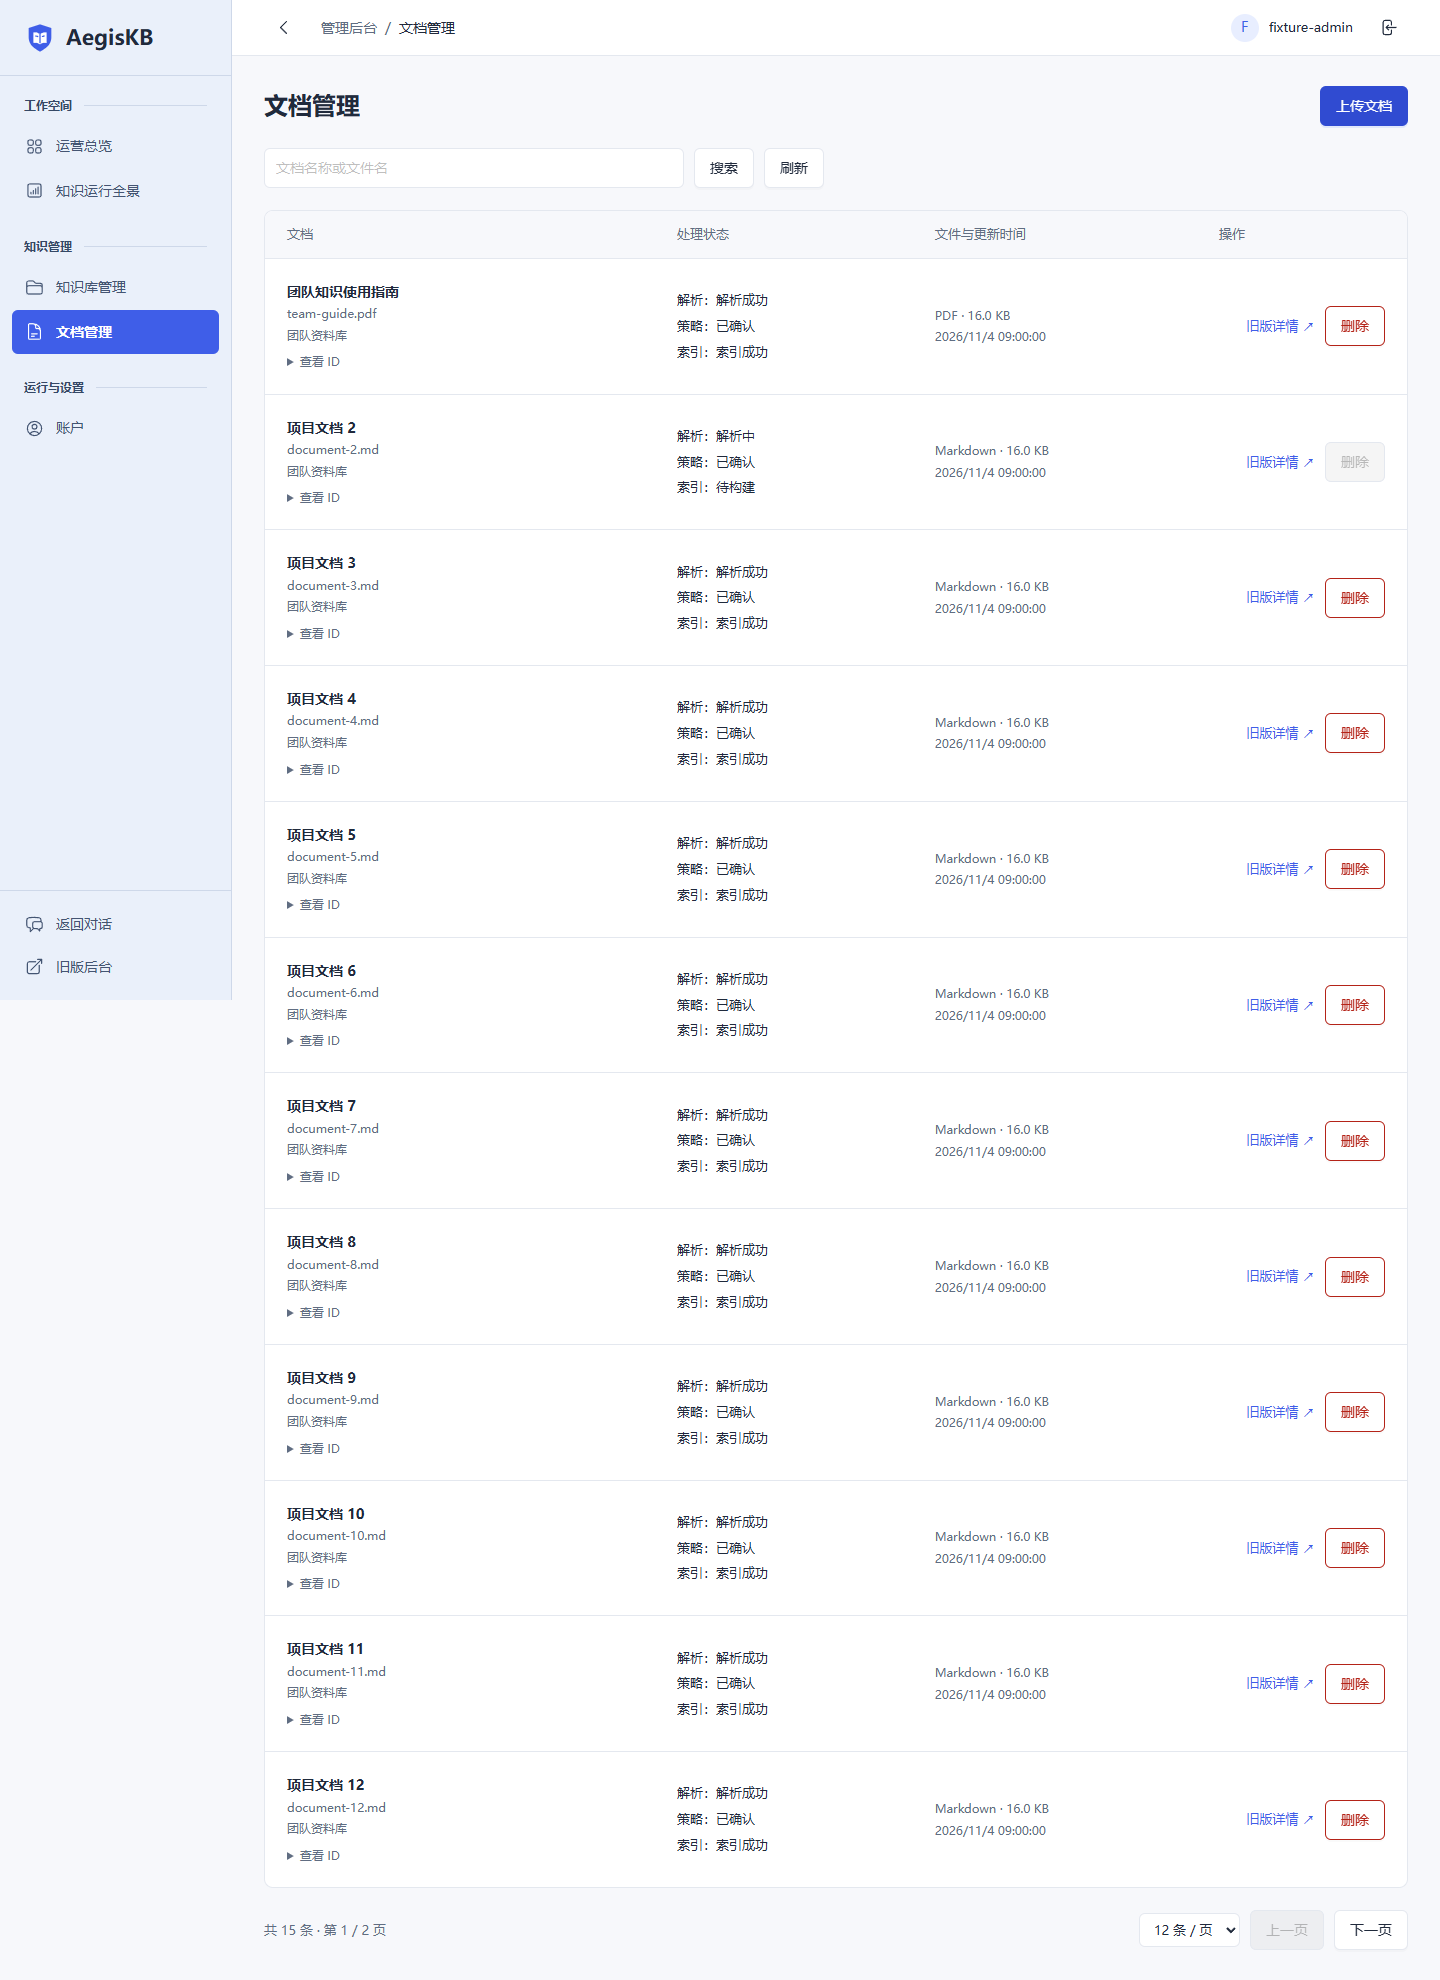 AegisKB
工作空间
运营总览
知识运行全景
知识管理
知识库管理
文档管理
运行与设置
账户
返回对话
旧版后台
管理后台 / 文档管理
F fixture-admin
文档管理
上传文档
文档名称或文件名
搜索
刷新
文档 处理状态 文件与更新时间 操作
团队知识使用指南
team-guide.pdf
团队资料库
查看 ID
解析：解析成功
策略：已确认
索引：索引成功
PDF · 16.0 KB
2026/11/4 09:00:00
旧版详情 ↗ 删除
项目文档 2
document-2.md
团队资料库
查看 ID
解析：解析中
策略：已确认
索引：待构建
Markdown · 16.0 KB
2026/11/4 09:00:00
旧版详情 ↗ 删除
项目文档 3
document-3.md
团队资料库
查看 ID
解析：解析成功
策略：已确认
索引：索引成功
Markdown · 16.0 KB
2026/11/4 09:00:00
旧版详情 ↗ 删除
项目文档 4
document-4.md
团队资料库
查看 ID
解析：解析成功
策略：已确认
索引：索引成功
Markdown · 16.0 KB
2026/11/4 09:00:00
旧版详情 ↗ 删除
项目文档 5
document-5.md
团队资料库
查看 ID
解析：解析成功
策略：已确认
索引：索引成功
Markdown · 16.0 KB
2026/11/4 09:00:00
旧版详情 ↗ 删除
项目文档 6
document-6.md
团队资料库
查看 ID
解析：解析成功
策略：已确认
索引：索引成功
Markdown · 16.0 KB
2026/11/4 09:00:00
旧版详情 ↗ 删除
项目文档 7
document-7.md
团队资料库
查看 ID
解析：解析成功
策略：已确认
索引：索引成功
Markdown · 16.0 KB
2026/11/4 09:00:00
旧版详情 ↗ 删除
项目文档 8
document-8.md
团队资料库
查看 ID
解析：解析成功
策略：已确认
索引：索引成功
Markdown · 16.0 KB
2026/11/4 09:00:00
旧版详情 ↗ 删除
项目文档 9
document-9.md
团队资料库
查看 ID
解析：解析成功
策略：已确认
索引：索引成功
Markdown · 16.0 KB
2026/11/4 09:00:00
旧版详情 ↗ 删除
项目文档 10
document-10.md
团队资料库
查看 ID
解析：解析成功
策略：已确认
索引：索引成功
Markdown · 16.0 KB
2026/11/4 09:00:00
旧版详情 ↗ 删除
项目文档 11
document-11.md
团队资料库
查看 ID
解析：解析成功
策略：已确认
索引：索引成功
Markdown · 16.0 KB
2026/11/4 09:00:00
旧版详情 ↗ 删除
项目文档 12
document-12.md
团队资料库
查看 ID
解析：解析成功
策略：已确认
索引：索引成功
Markdown · 16.0 KB
2026/11/4 09:00:00
旧版详情 ↗ 删除
共 15 条 · 第 1 / 2 页
12 条 / 页 上一页 下一页